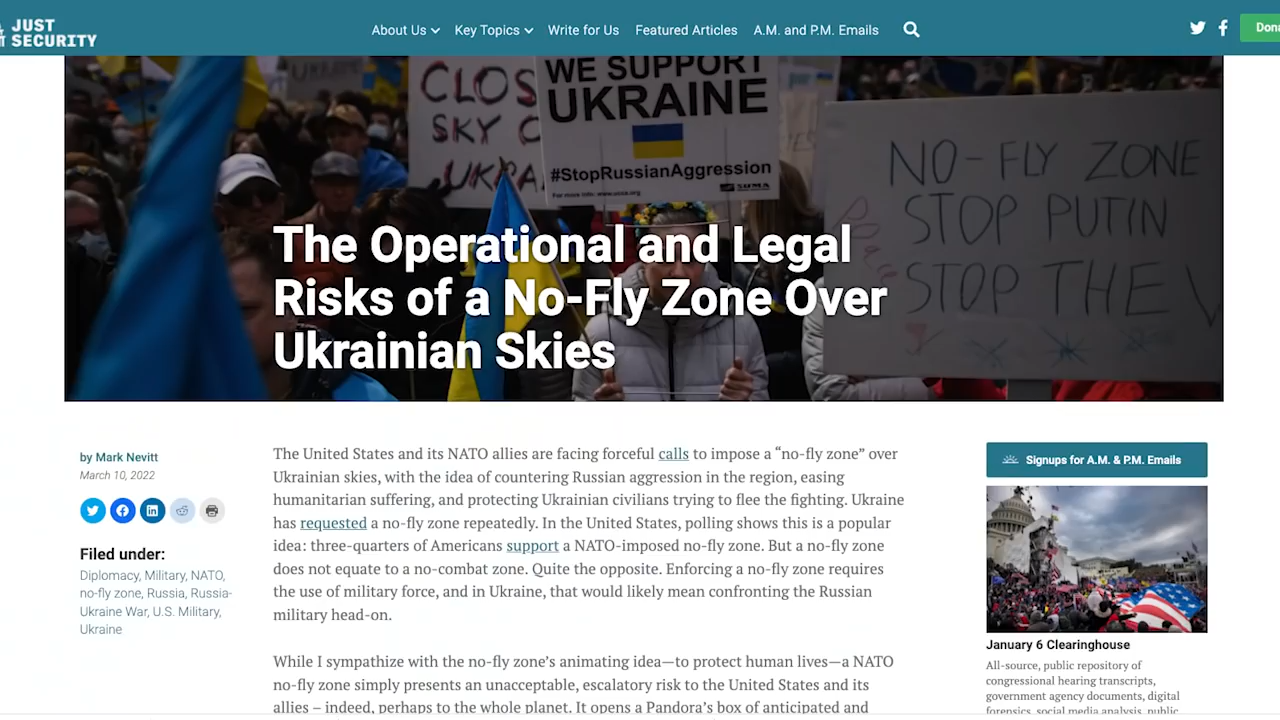 JUST
SECURITY
About Us
Key Topics
Write for Us
Featured Articles
A.M. and P.M. Emails
CLOS
SKY
WE SUPPORT
UKRAINE
#StopRussianAggression
NO-FLY ZONE
STOP PUTIN
STOP THE
The Operational and Legal
Risks of a No-Fly Zone Over
Ukrainian Skies
by Mark Nevitt
March 10, 2022
Filed under:
Diplomacy, Military, NATO,
no-fly zone, Russia, Russia-
Ukraine War, U.S. Military,
Ukraine
The United States and its NATO allies are facing forceful calls to impose a “no-fly zone” over
Ukrainian skies, with the idea of countering Russian aggression in the region, easing
humanitarian suffering, and protecting Ukrainian civilians trying to flee the fighting. Ukraine
has requested a no-fly zone repeatedly. In the United States, polling shows this is a popular
idea: three-quarters of Americans support a NATO-imposed no-fly zone. But a no-fly zone
does not equate to a no-combat zone. Quite the opposite. Enforcing a no-fly zone requires
the use of military force, and in Ukraine, that would likely mean confronting the Russian
military head-on.
While I sympathize with the no-fly zone’s animating idea—to protect human lives—a NATO
no-fly zone simply presents an unacceptable, escalatory risk to the United States and its
allies – indeed, perhaps to the whole planet. It opens a Pandora’s box of anticipated and
Signups for A.M. & P.M. Emails
January 6 Clearinghouse
All-source, public repository of
congressional hearing transcripts,
government agency documents, digital
forensics, social media analysis, public